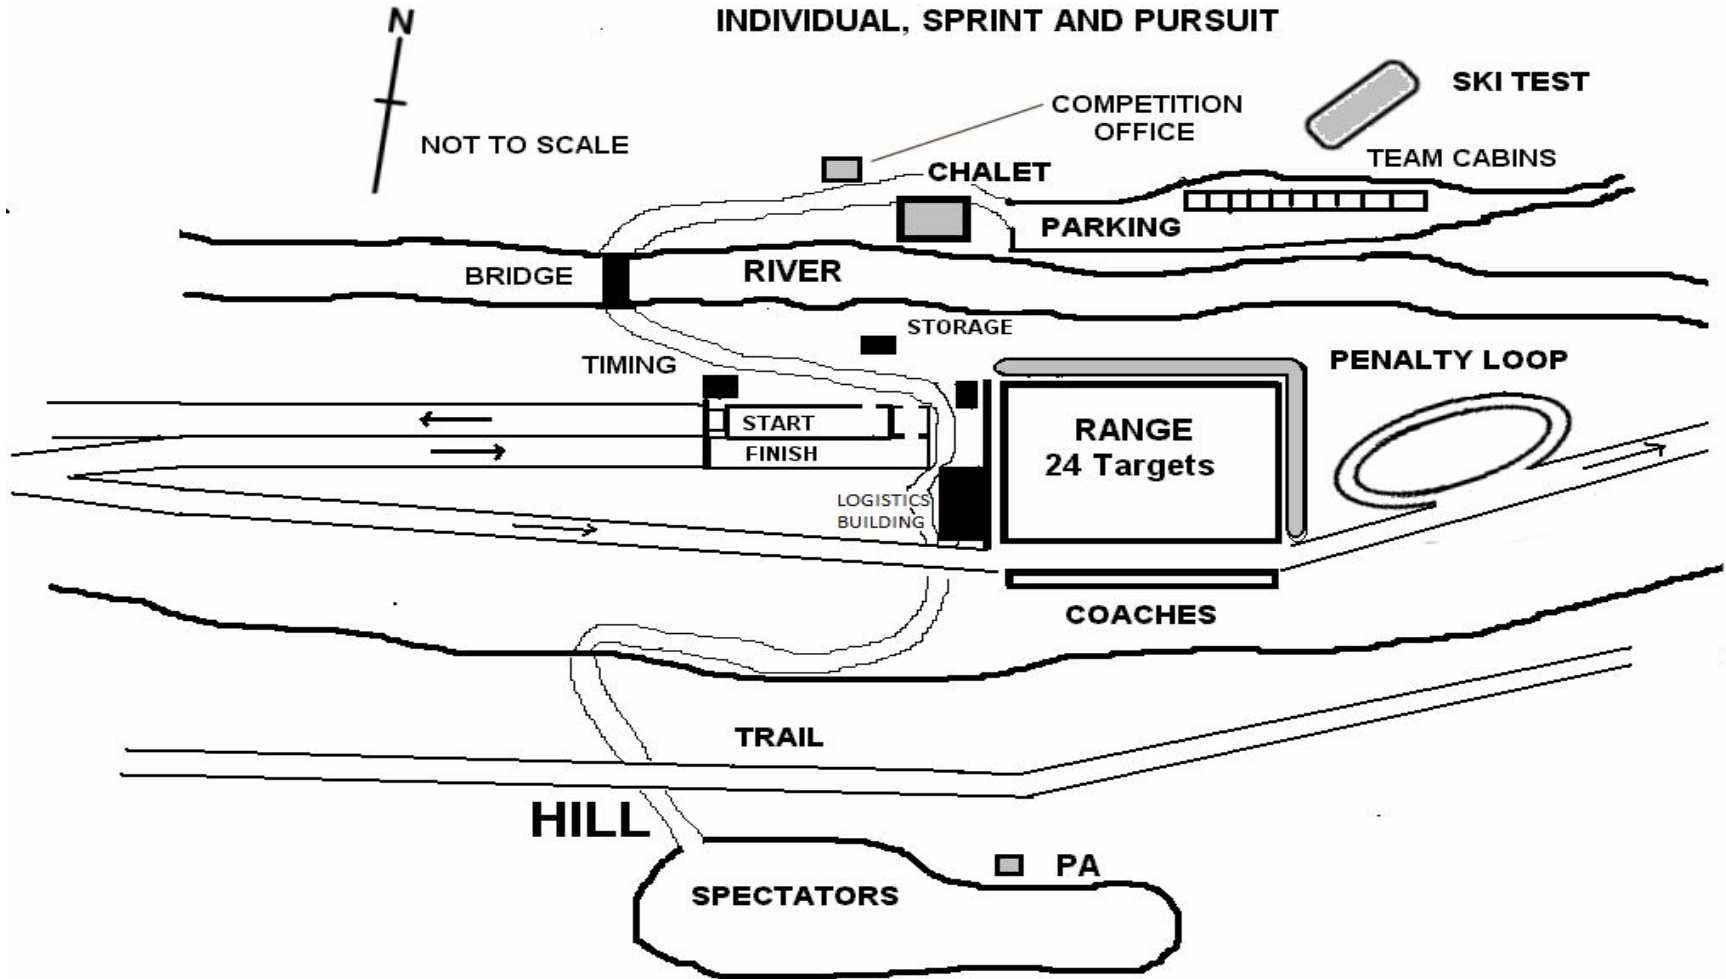 INDIVIDUAL, SPRINT AND PURSUIT
N
SKI TEST
COMPETITION
OFFICE
NOT TO SCALE
TEAM CABINS
CHALET
PARKING
BRIDGE
RIVER
STORAGE
TIMING
PENALTY LOOP
START
FINISH
RANGE
24 Targets
LOGISTICS
BUILDING
COACHES
TRAIL
HILL
PA
SPECTATORS